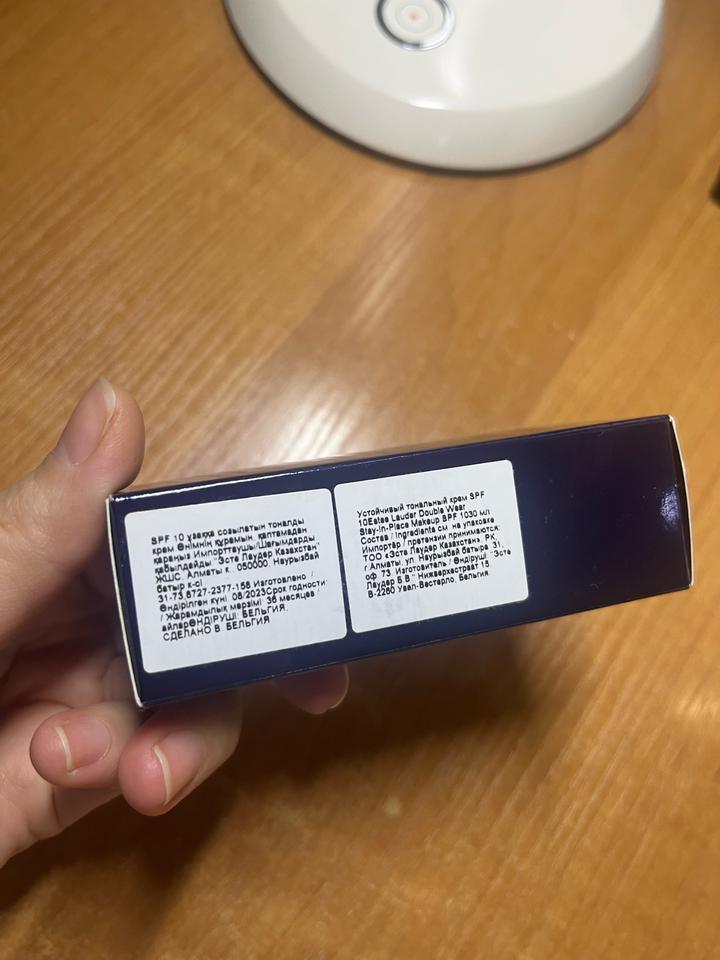 SPF 10 ұзаққа созылатын тоналды
крем Өнімнің құрамын, қаптамадан
қараңыз Импорттаушы/Шағымдарды
қабылдайды "Эсте Лаудер Казахстан"
ЖШС. Алматы к., 050000, Наурызбай
батыр к-сі
31-73,8727-2377-158 Изготовлено /
Өндірілген күні: 08/2023Срок годности:
/ Жарамдылық мерзімі: 36 месяцев /
айларӨНДІРУШІ: БЕЛЬГИЯ.
СДЕЛАНО В: БЕЛЬГИЯ
Устойчивый тональный крем SPF
10Estee Lauder Double Wear
Stay-in-Place Makeup SPF 1030 мл
Состав / Ingredients см. на упаковке
Импортёр / претензии принимаются:
ТОО «Эсте Лаудер Казахстан», РК,
г.Алматы, ул. Наурызбай батыра, 31,
оф. 73. Изготовитель / Өндіруші: "Эсте
Лаудер Б.В." Нижверхестраат 15,
В-2260 Уэвл-Вестерло, Бельгия.